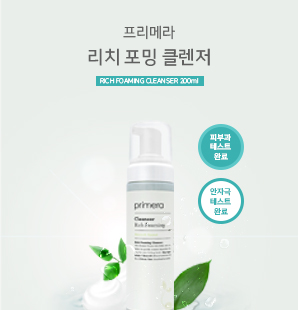 프리메라
리치 포밍 클렌저
RICH FOAMING CLEANSER 200ml
피부과
테스트
완료
안자극
테스트
완료
primera
Cleanser
Rich Foaming